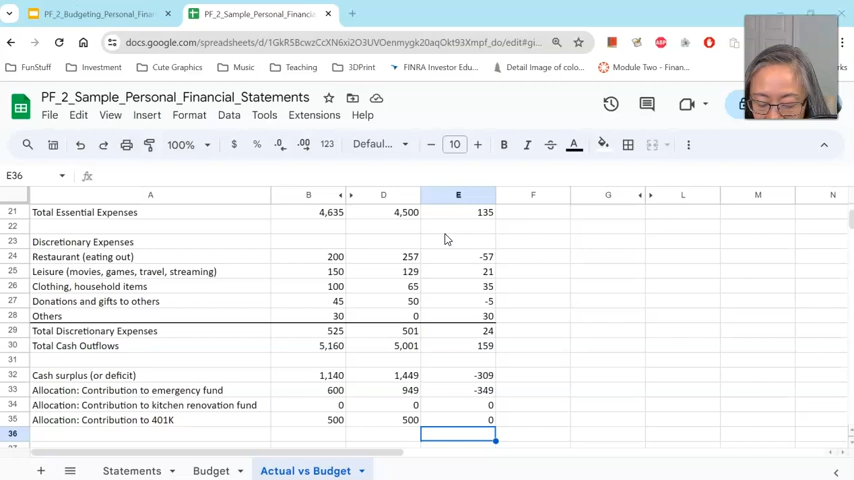 PF_2_Budgeting_Personal_Finan
PF_2_Sample_Personal_Financi
docs.google.com/spreadsheets/d/1GkR5BcwzCcXN6xi2O3UVOenmygk20aqOkt93Xmpf_do/edit#gi
FunStuff Investment Cute Graphics Music Teaching 3DPrint FINRA Investor Edu... Detail Image of colo... Module Two - Finan...
PF_2_Sample_Personal_Financial_Statements
File Edit View Insert Format Data Tools Extensions Help
100% $ % .0 .00 123 Defaul... 10 B I A
E36 fx
A B D E F G L M N
21 Total Essential Expenses 4,635 4,500 135
22
23 Discretionary Expenses
24 Restaurant (eating out) 200 257 -57
25 Leisure (movies, games, travel, streaming) 150 129 21
26 Clothing, household items 100 65 35
27 Donations and gifts to others 45 50 -5
28 Others 30 0 30
29 Total Discretionary Expenses 525 501 24
30 Total Cash Outflows 5,160 5,001 159
31
32 Cash surplus (or deficit) 1,140 1,449 -309
33 Allocation: Contribution to emergency fund 600 949 -349
34 Allocation: Contribution to kitchen renovation fund 0 0 0
35 Allocation: Contribution to 401K 500 500 0
36
Statements Budget Actual vs Budget